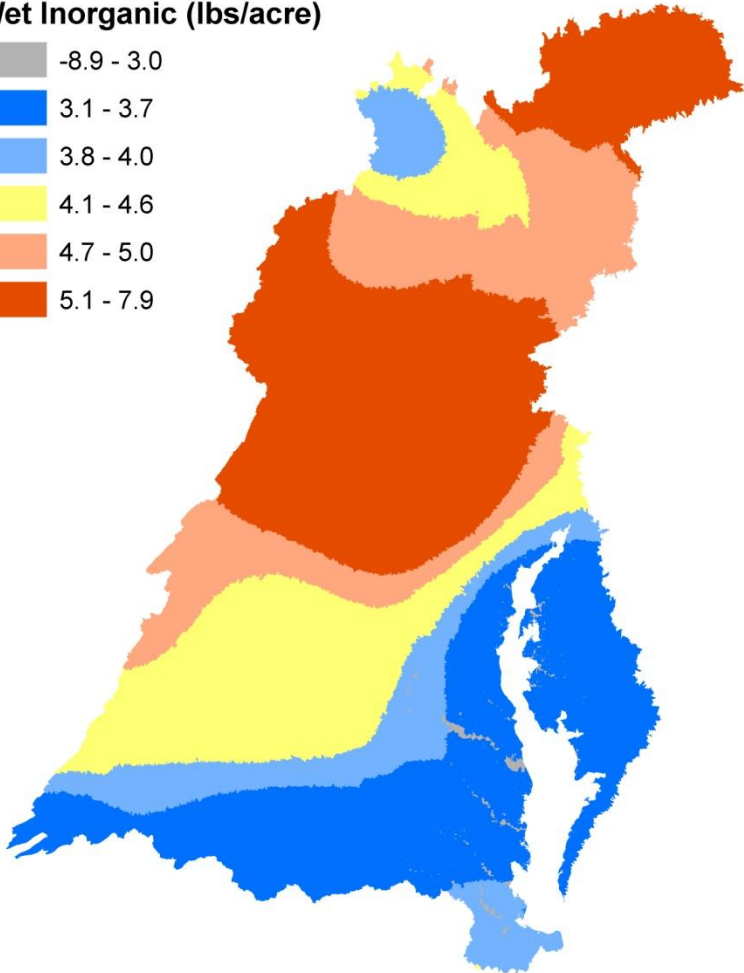 et Inorganic (lbs/acre)
-8.9 - 3.0
3.1 - 3.7
3.8 - 4.0
4.1 - 4.6
4.7 - 5.0
5.1 - 7.9